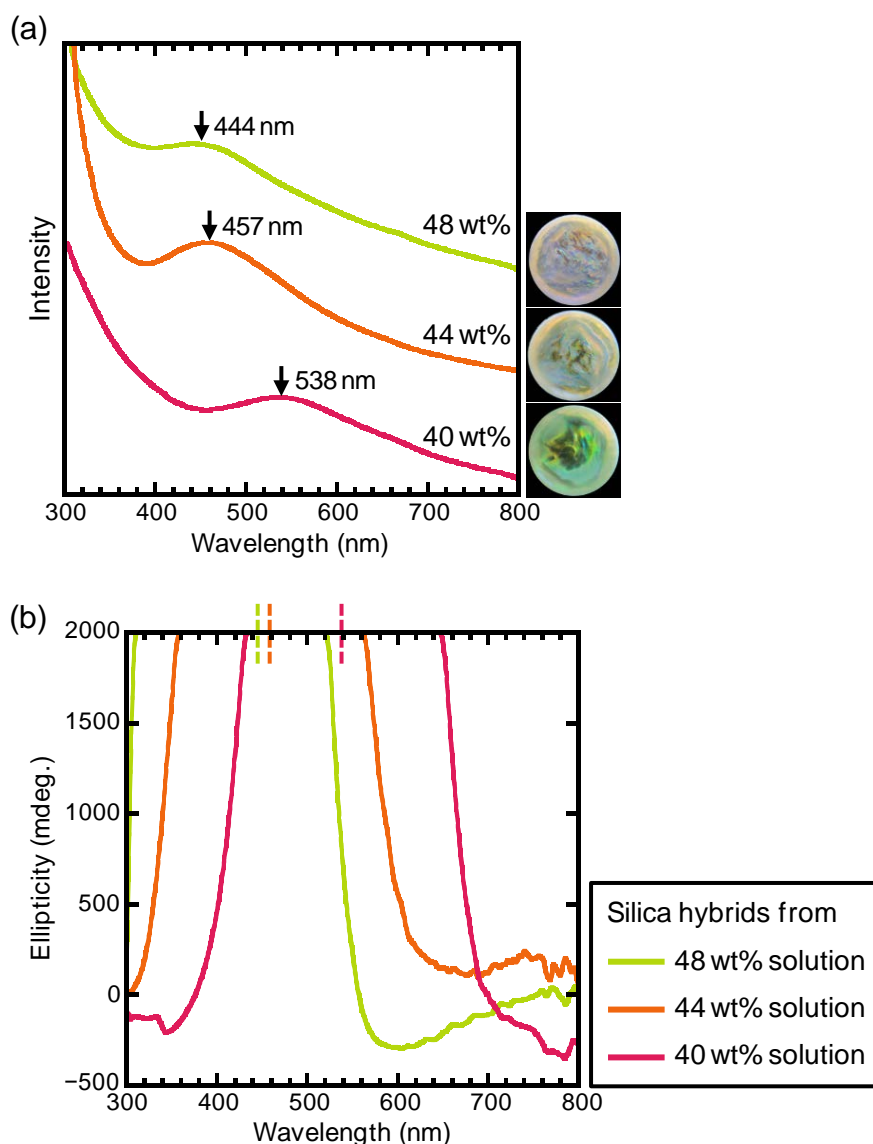 (a)
444 nm
457 nm
48 wt%
44 wt%
538 nm
40 wt%
Intensity
300 400 500 600 700 800
Wavelength (nm)
(b)
2000
1500
1000
500
0
−500
Ellipticity (mdeg.)
300 400 500 600 700 800
Wavelength (nm)
Silica hybrids from
48 wt% solution
44 wt% solution
40 wt% solution